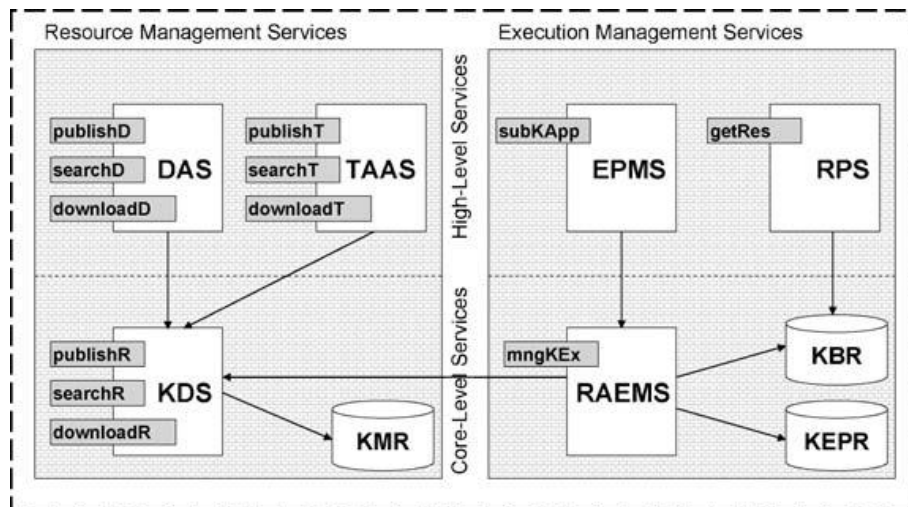 Resource Management Services
Execution Management Services
High-Level Services
publishD
searchD
downloadD
DAS
publishT
searchT
downloadT
TAAS
subKApp
EPMS
getRes
RPS
Core-Level Services
publishR
searchR
downloadR
KDS
KMR
mngKEx
RAEMS
KBR
KEPR